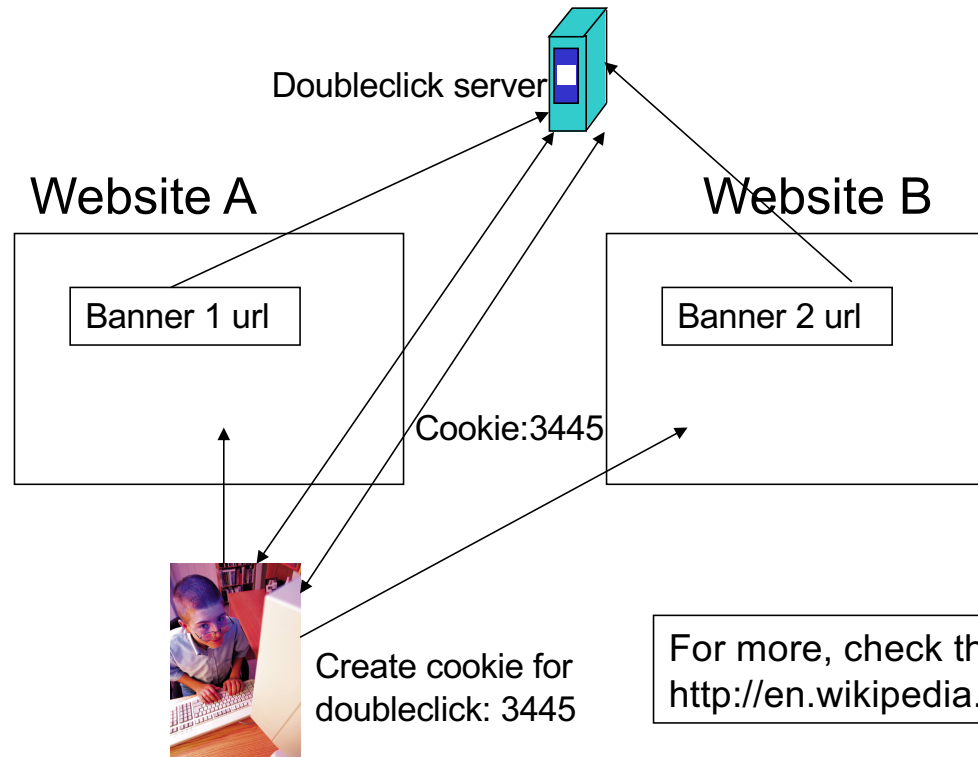 Doubleclick server
Website A
Website B
Banner 1 url
Banner 2 url
Cookie:3445
Create cookie for
doubleclick: 3445
For more, check th
http://en.wikipedia.